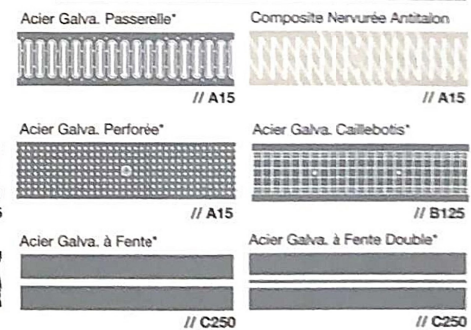 Acier Galva. Passerelle*
Composite Nervurée Antitalon
// A15
// A15
Acier Galva. Perforée*
Acier Galva. Caillebotis*
// A15
// B125
Acier Galva. à Fente*
Acier Galva. à Fente Double*
// C250
// C250